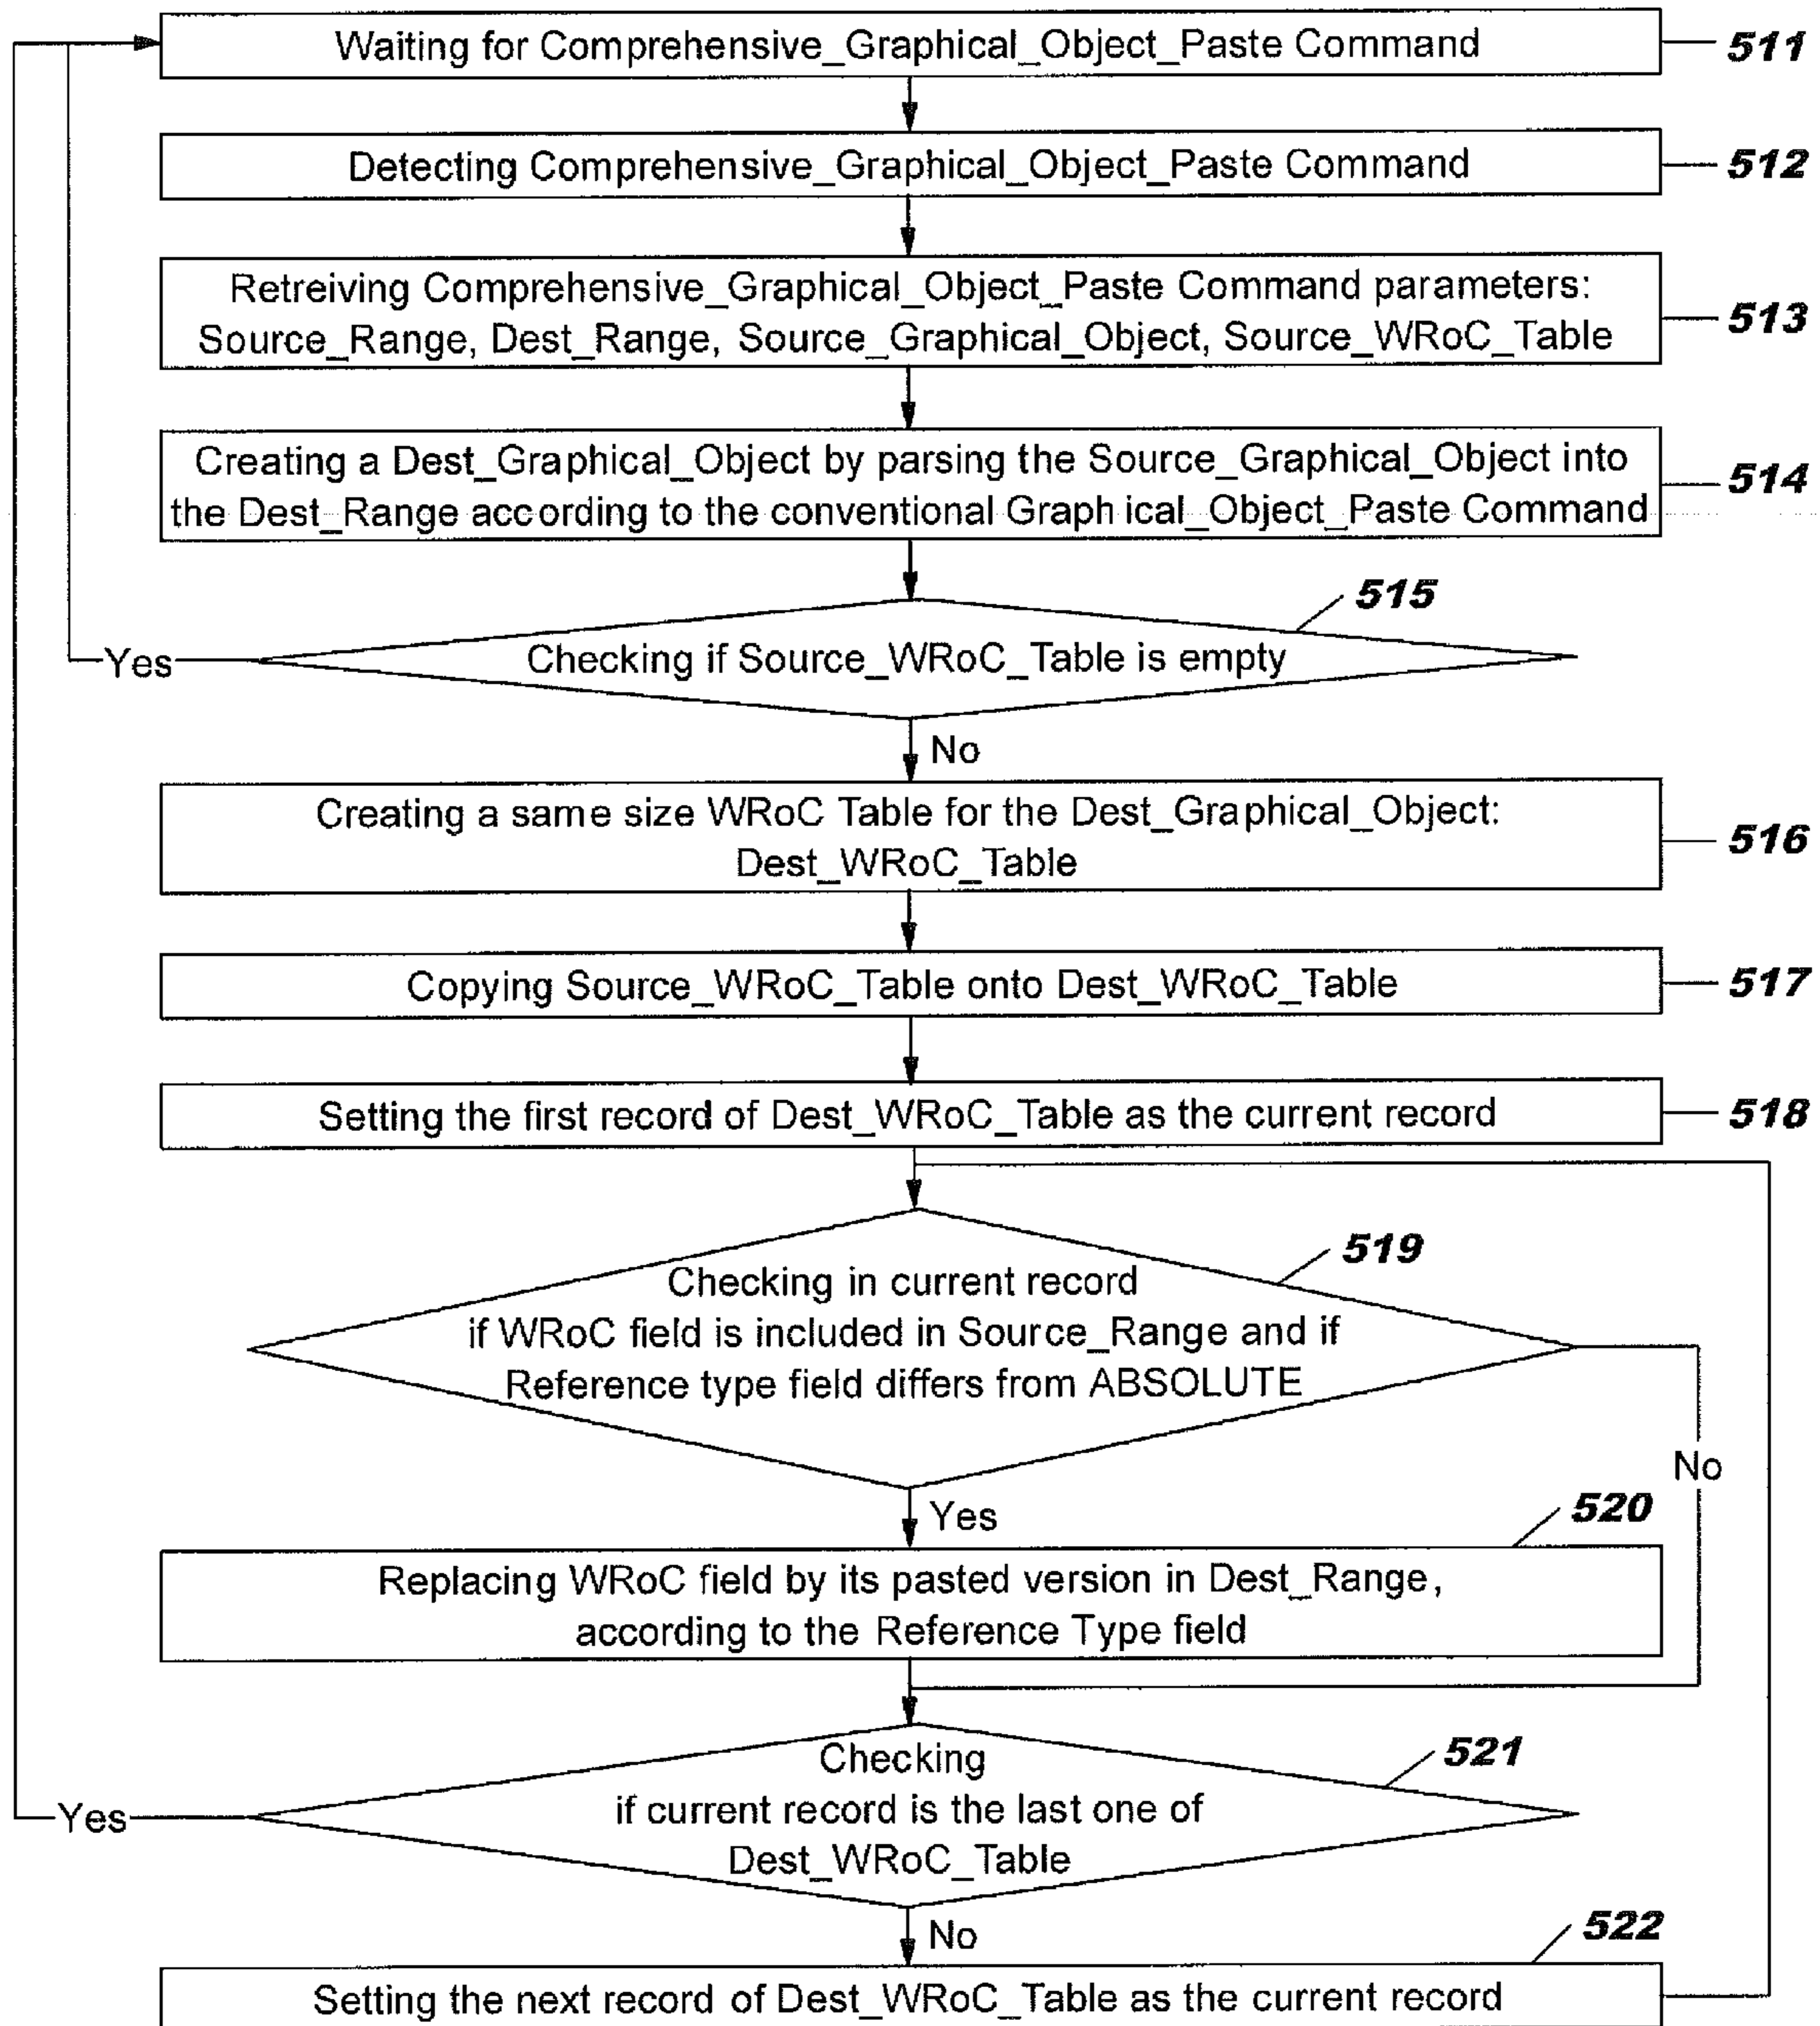 Waiting for Comprehensive_Graphical_Object_Paste Command
511
Detecting Comprehensive_Graphical_Object_Paste Command
512
Retreiving Comprehensive_Graphical_Object_Paste Command parameters:
Source_Range, Dest_Range, Source_Graphical_Object, Source_WRoC_Table
513
Creating a Dest_Graphical_Object by parsing the Source_Graphical_Object into
the Dest_Range according to the conventional Graphical_Object_Paste Command
514
515
Yes
Checking if Source_WRoC_Table is empty
No
Creating a same size WRoC Table for the Dest_Graphical_Object:
Dest_WRoC_Table
516
Copying Source_WRoC_Table onto Dest_WRoC_Table
517
Setting the first record of Dest_WRoC_Table as the current record
518
519
Checking in current record
if WRoC field is included in Source_Range and if
Reference type field differs from ABSOLUTE
No
Yes
520
Replacing WRoC field by its pasted version in Dest_Range,
according to the Reference Type field
521
Checking
if current record is the last one of
Dest_WRoC_Table
Yes
No
522
Setting the next record of Dest_WRoC_Table as the current record